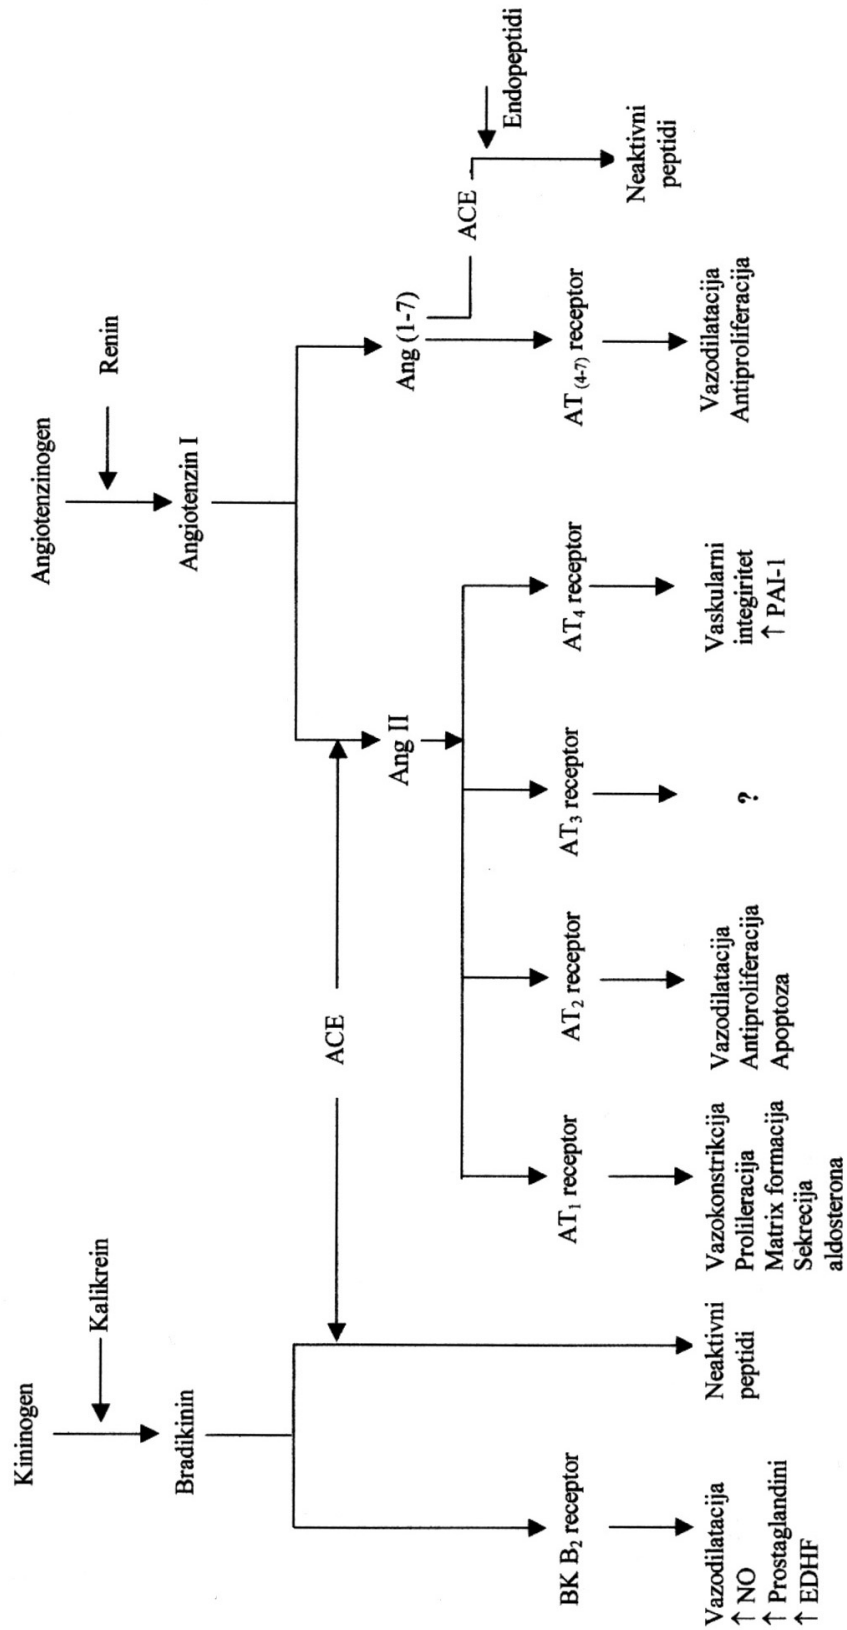 Kininogen
Kalikrein
Bradikinin
BK B₂ receptor
Vazodilatacija
↑ NO
↑ Prostaglandini
↑ EDHF
Neaktivni
peptidi
ACE
Angiotenzinogen
Renin
Angiotenzin I
Ang II
AT₁ receptor
Vazokonstrikcija
Prolileracija
Matrix formacija
Sekrecija
aldosterona
AT₂ receptor
Vazodilatacija
Antiproliferacija
Apoptoza
AT₃ receptor
?
AT₄ receptor
Vaskularni
integiritet
↑ PAI-1
Ang (1-7)
AT (4-7) receptor
Vazodilatacija
Antiproliferacija
ACE
Endopeptidi
Neaktivni
peptidi